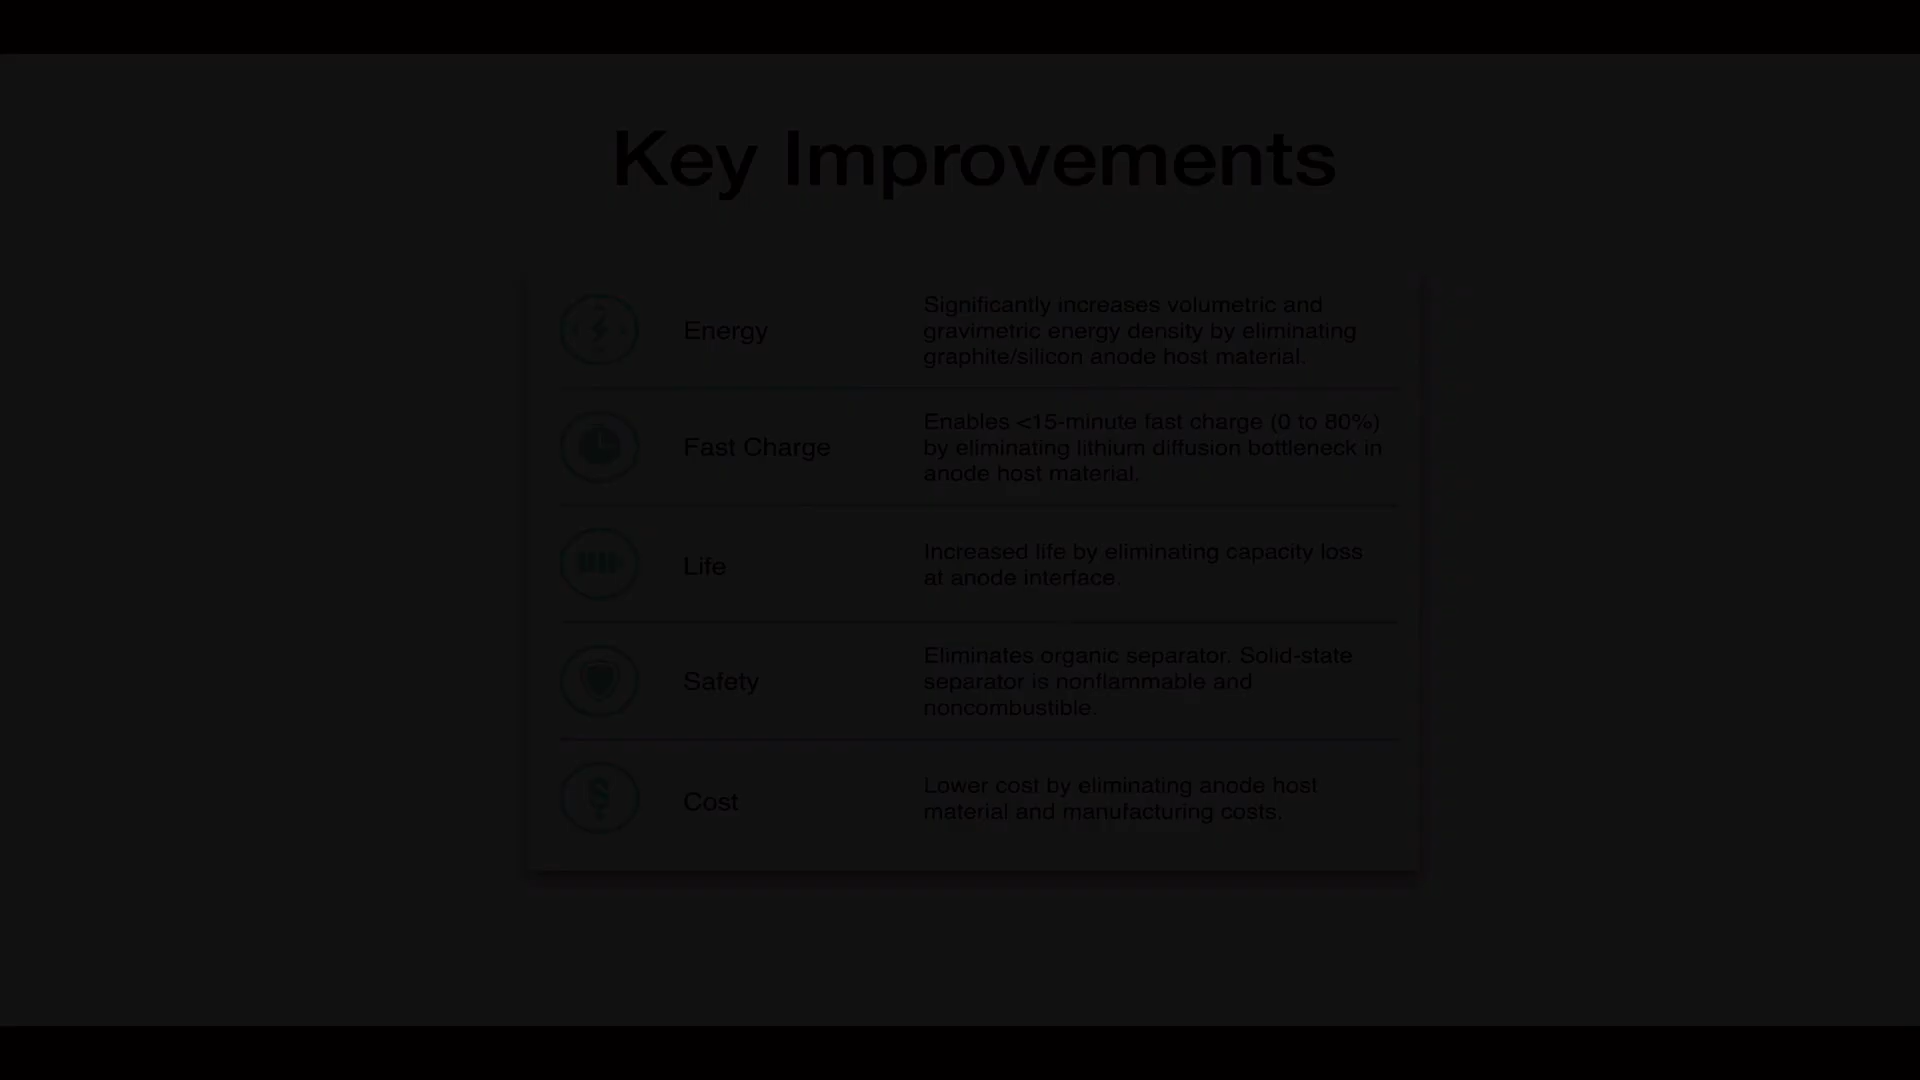 Key Improvements
Energy
Significantly increases volumetric and
gravimetric energy density by eliminating
graphite/silicon anode host material.
Fast Charge
Enables <15-minute fast charge (0 to 80%)
by eliminating lithium diffusion bottleneck in
anode host material.
Life
Increased life by eliminating capacity loss
at anode interface.
Safety
Eliminates organic separator. Solid-state
separator is nonflammable and
noncombustible.
$
Cost
Lower cost by eliminating anode host
material and manufacturing costs.